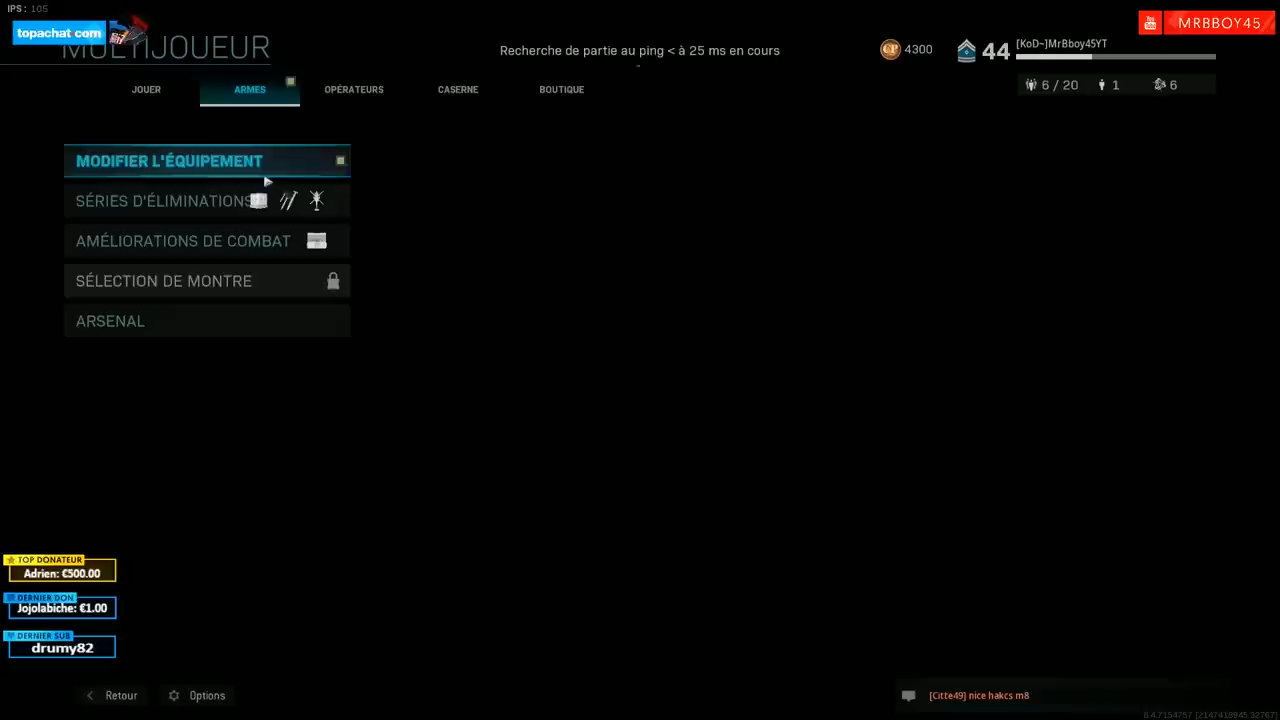 IPS : 105
topachat.com
MULTIJOUEUR
Recherche de partie au ping < à 25 ms en cours
CP 4300
44
[KoD~]MrBboy45YT
6 / 20
1
6
You Tube
MRBBOY45
JOUER
ARMES
OPÉRATEURS
CASERNE
BOUTIQUE
MODIFIER L'ÉQUIPEMENT
SÉRIES D'ÉLIMINATIONS
AMÉLIORATIONS DE COMBAT
SÉLECTION DE MONTRE
ARSENAL
TOP DONATEUR
Adrien: €500.00
DERNIER DON
Jojolabiche: €1.00
DERNIER SUB
drumy82
Retour
Options
[Citte49] nice hakcs m8